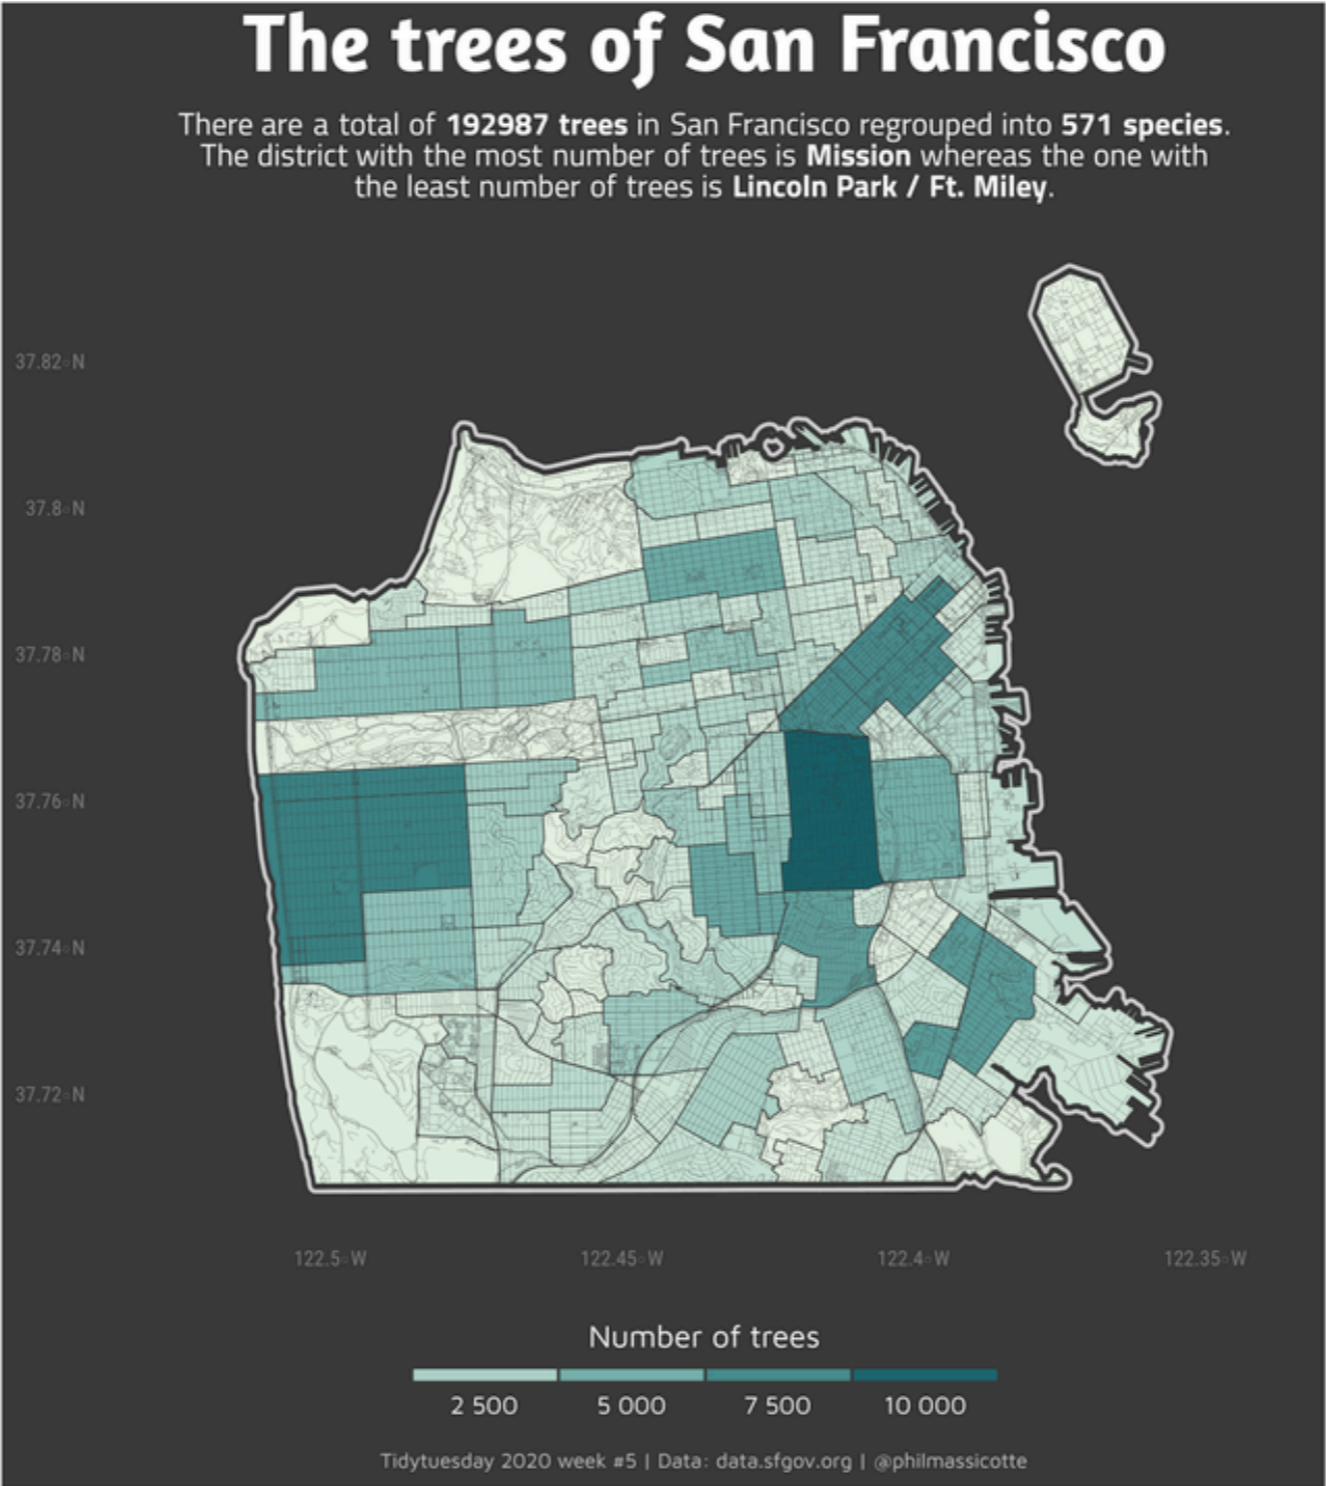 The trees of San Francisco
There are a total of 192987 trees in San Francisco regrouped into 571 species.
The district with the most number of trees is Mission whereas the one with
the least number of trees is Lincoln Park / Ft. Miley.
37.82◦N
37.8◦N
37.78◦N
37.76◦N
37.74◦N
37.72◦N
122.5◦W 122.45◦W 122.4◦W 122.35◦W
Number of trees
2 500 5 000 7 500 10 000
Tidytuesday 2020 week #5 | Data: data.sfgov.org | @philmassicotte